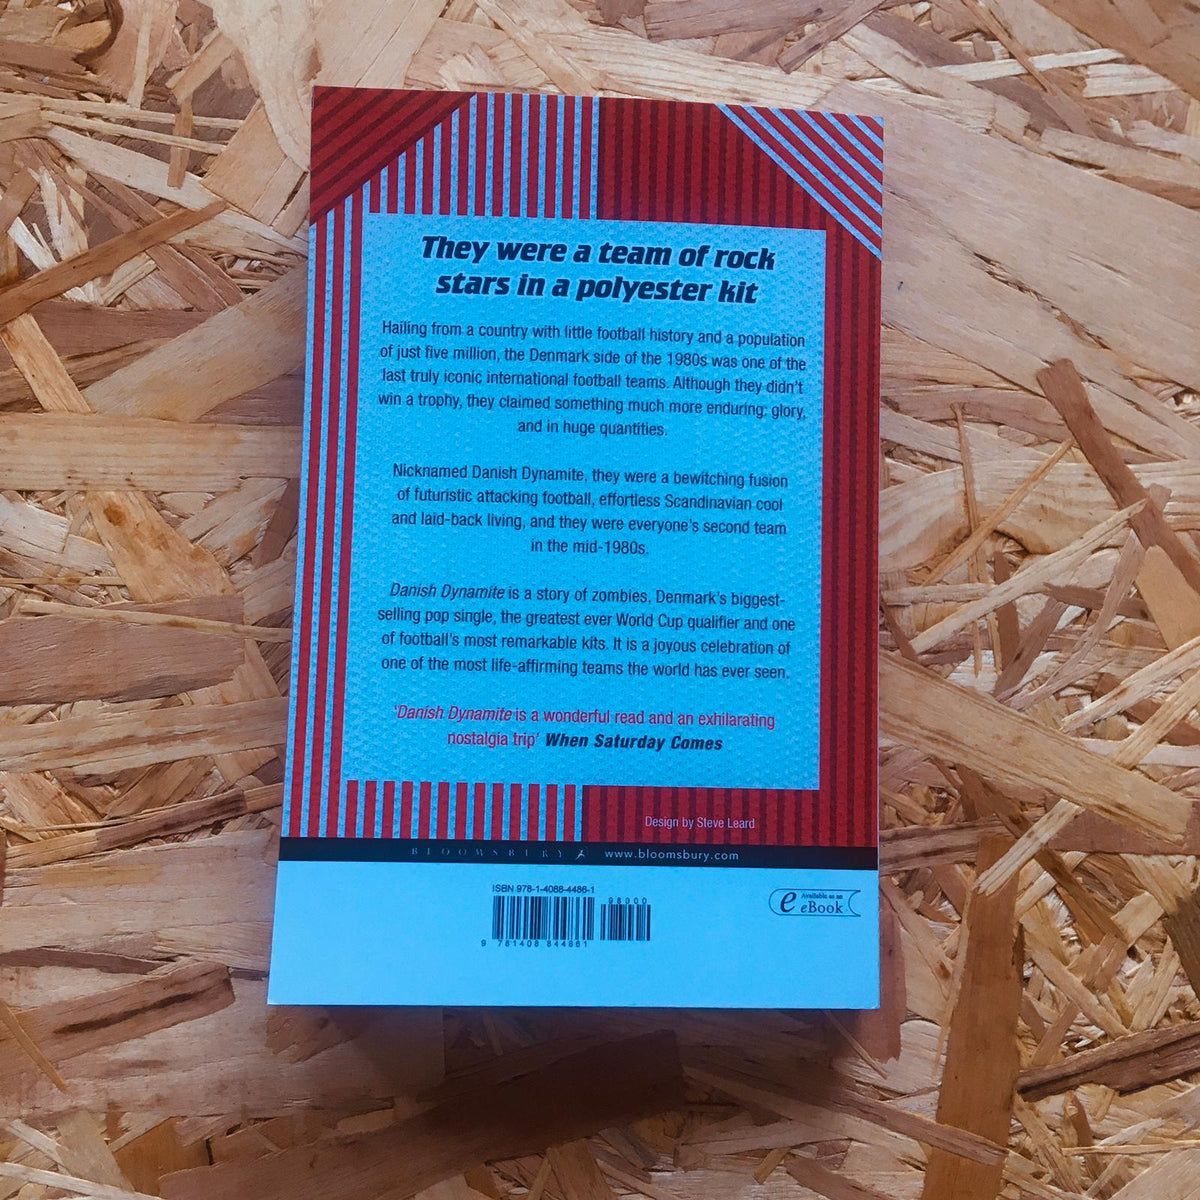 They were a team of rock
stars in a polyester kit
Hailing from a country with little football history and a population
of just five million, the Denmark side of the 1980s was one of the
last truly iconic international football teams. Although they didn't
win a trophy, they claimed something much more enduring: glory,
and in huge quantities.
Nicknamed Danish Dynamite, they were a bewitching fusion
of futuristic attacking football, effortless Scandinavian cool
and laid-back living, and they were everyone's second team
in the mid-1980s.
Danish Dynamite is a story of zombies, Denmark's biggest-
selling pop single, the greatest ever World Cup qualifier and one
of football's most remarkable kits. It is a joyous celebration of
one of the most life-affirming teams the world has ever seen.
'Danish Dynamite is a wonderful read and an exhilarating
nostalgia trip' When Saturday Comes
Design by Steve Leard
BLOOMSBURY www.bloomsbury.com
ISBN 978-1-4088-4486-1
98000
9 781408 844861
e Available as an
eBook